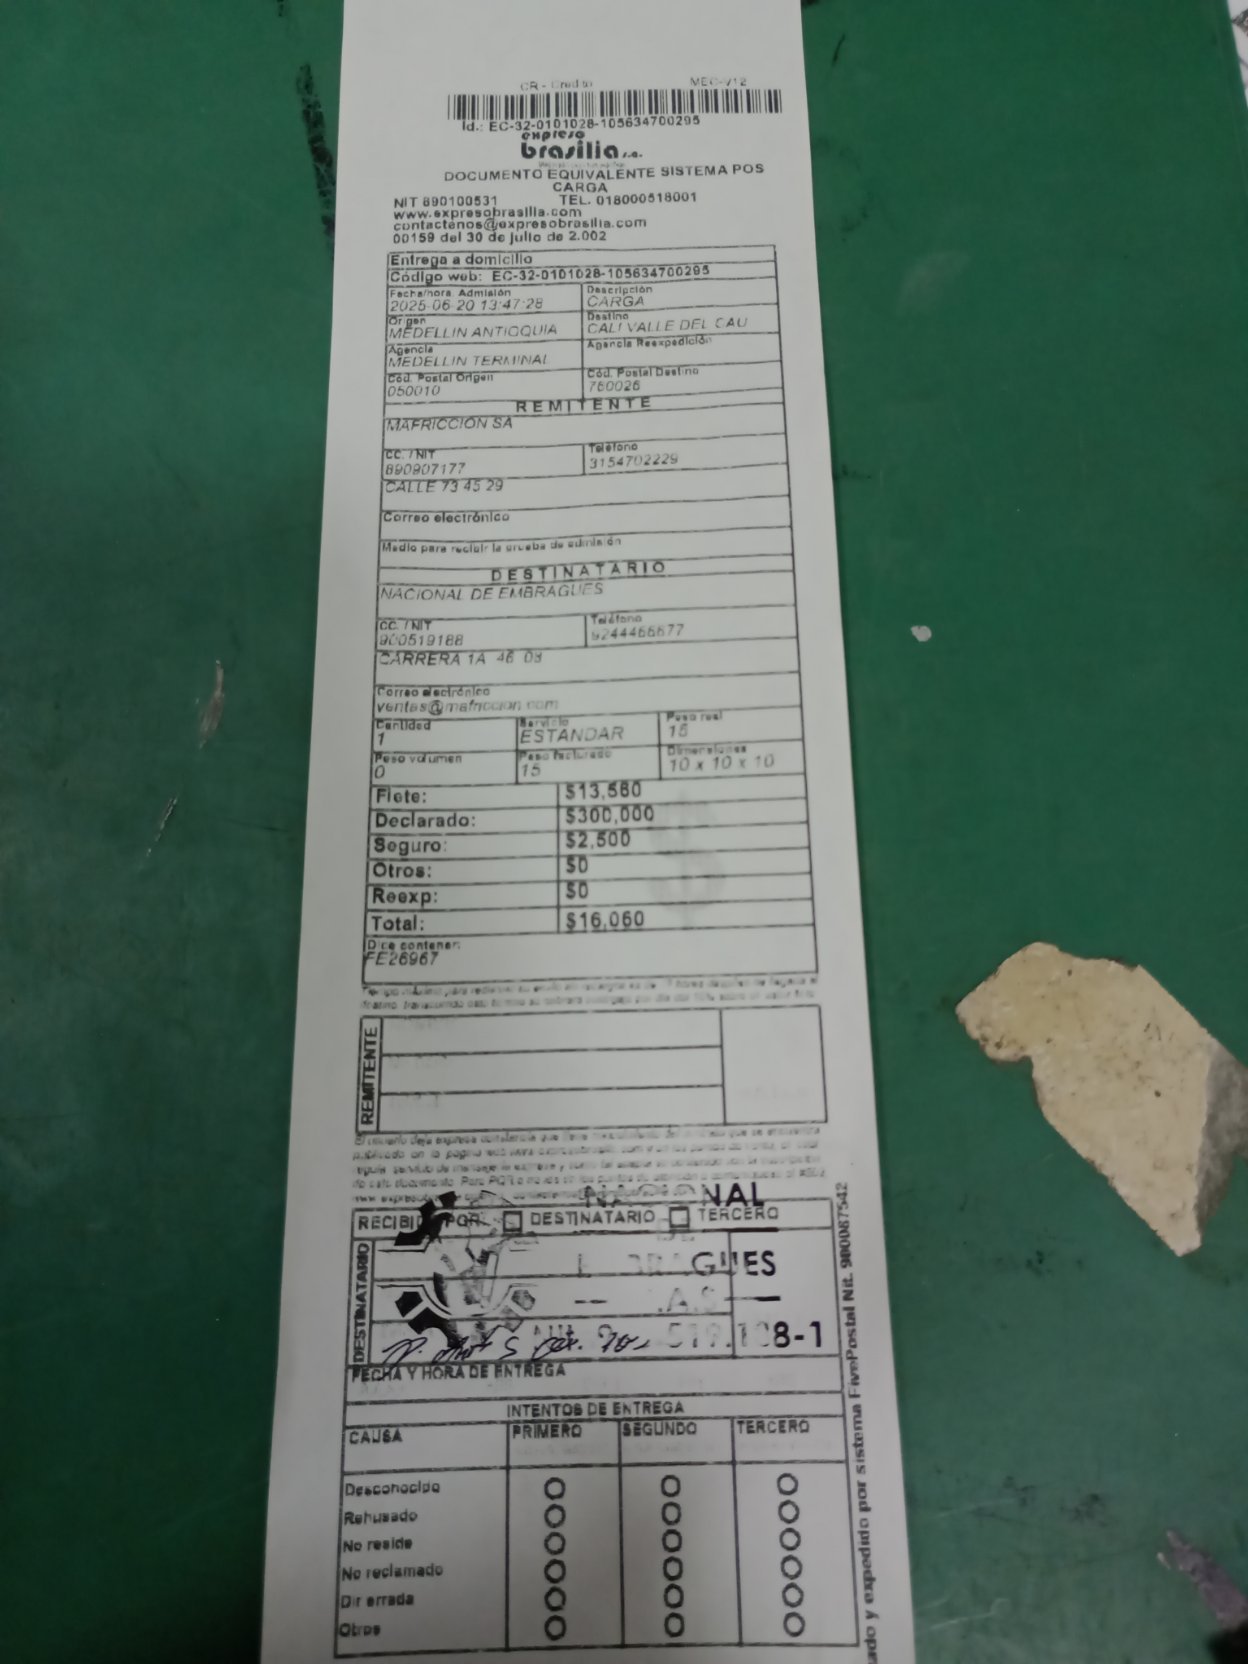 CR - Credito MEC-V12
Id.: EC-32-0101028-105634700295
expreso
brasilia s.a.
DOCUMENTO EQUIVALENTE SISTEMA POS
CARGA
NIT 890100531 TEL. 018000518001
www.expresobrasilia.com
contactenos@expresobrasilia.com
00159 del 30 de julio de 2.002
Entrega a domicilio
Código web: EC-32-0101028-105634700295
Fecha/hora Admisión Descripción
2025-06-20 13:47:28 CARGA
Origen Destino
MEDELLIN ANTIOQUIA CALI VALLE DEL CAU
Agencia Agencia Reexpedición
MEDELLIN TERMINAL
Cód. Postal Origen Cód. Postal Destino
050010 760026
REMITENTE
MAFRICCION SA
CC. / NIT Teléfono
890907177 3154702229
CALLE 73 45 29
Correo electrónico
Medio para recibir la prueba de admisión
DESTINATARIO
NACIONAL DE EMBRAGUES
CC. / NIT Teléfono
900519188 6244466677
CARRERA 1A 46 08
Correo electrónico
ventas@mafriccion.com
Cantidad Servicio Peso real
1 ESTANDAR 15
Peso volumen Peso facturado Dimensiones
0 15 10 x 10 x 10
Flete: $13,560
Declarado: $300,000
Seguro: $2,500
Otros: $0
Reexp: $0
Total: $16,060
Dice contener:
FE26967
REMITENTE
NACIONAL
RECIBIDO POR: DESTINATARIO TERCERO
DE
EMBRAGUES
DESTINATARIO
S.A.S
519.188-1
FECHA Y HORA DE ENTREGA
INTENTOS DE ENTREGA
CAUSA PRIMERO SEGUNDO TERCERO
Desconocido
Rehusado
No reside
No reclamado
Dir errada
Otros
ado y expedido por sistema FivePostal Nit. 900087542